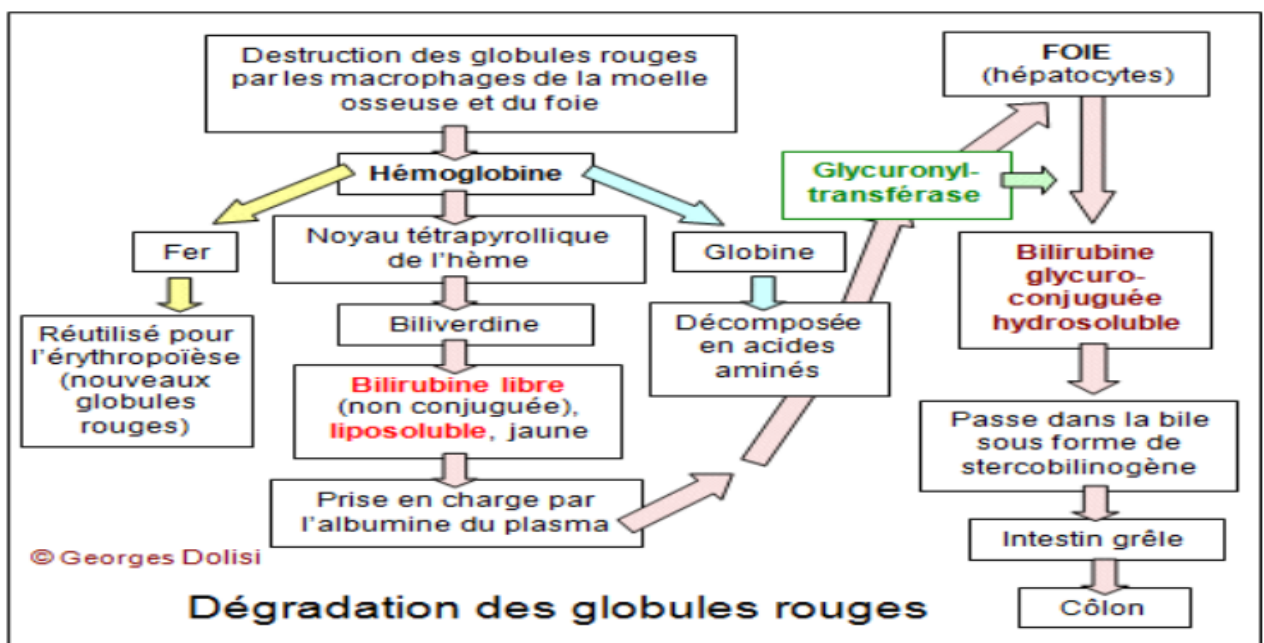 Destruction des globules rouges
par les macrophages de la moelle
osseuse et du foie
Hémoglobine
Fer
Réutilisé pour
l'érythropoïèse
(nouveaux
globules
rouges)
Noyau tétrapyrollique
de l'hème
Biliverdine
Bilirubine libre
(non conjuguée),
liposoluble, jaune
Prise en charge par
l'albumine du plasma
Globine
Décomposée
en acides
aminés
Glycuronyl-
transférase
FOIE
(hépatocytes)
Bilirubine
glycuro-
conjuguée
hydrosoluble
Passe dans la bile
sous forme de
stercobilinogène
Intestin grêle
Côlon
© Georges Dolisi
Dégradation des globules rouges